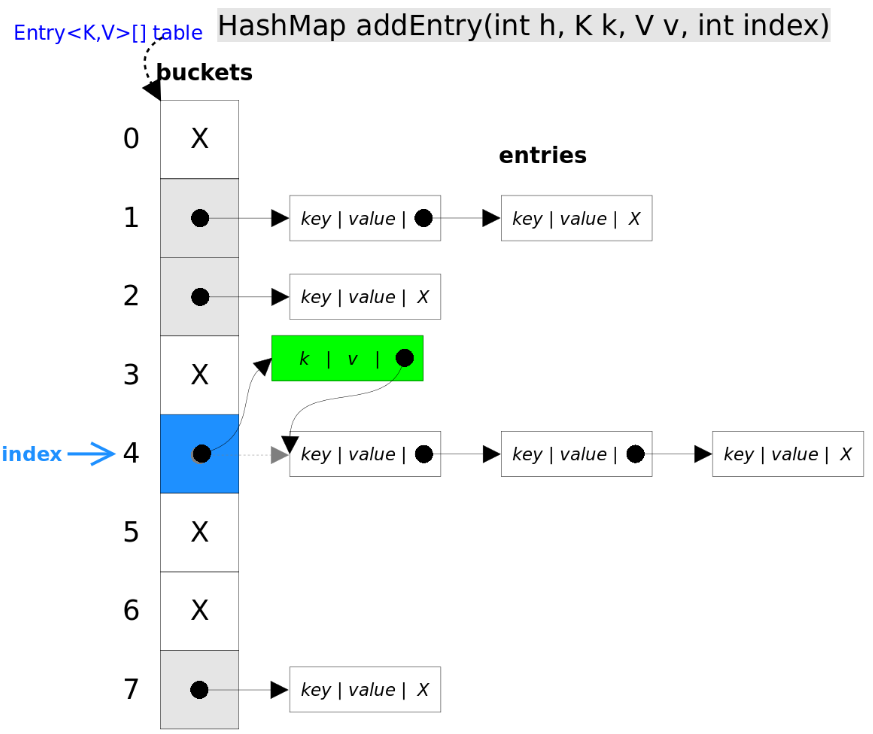 HashMap addEntry(int h, K k, V v, int index)
Entry<K,V>[] table
buckets
entries
0 X
1 key | value | key | value | X
2 key | value | X
k | v |
3 X
index 4 key | value | key | value | key | value | X
5 X
6 X
7 key | value | X